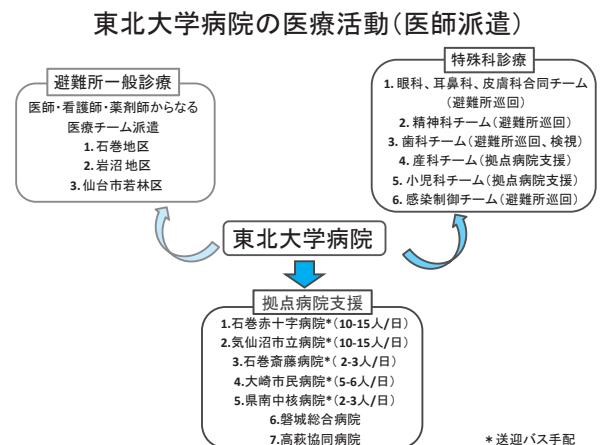 東北大学病院の医療活動(医師派遣)
避難所一般診療
医師・看護師・薬剤師からなる
医療チーム派遣
1. 石巻地区
2. 岩沼地区
3. 仙台市若林区
特殊科診療
1. 眼科、耳鼻科、皮膚科合同チーム
(避難所巡回)
2. 精神科チーム(避難所巡回)
3. 歯科チーム(避難所巡回、検視)
4. 産科チーム(拠点病院支援)
5. 小児科チーム(拠点病院支援)
6. 感染制御チーム(避難所巡回)
東北大学病院
拠点病院支援
1.石巻赤十字病院*(10-15人/日)
2.気仙沼市立病院*(10-15人/日)
3.石巻斎藤病院*( 2-3人/日)
4.大崎市民病院*(5-6人/日)
5.県南中核病院*(2-3人/日)
6.磐城総合病院
7.高萩協同病院
* 送迎バス手配